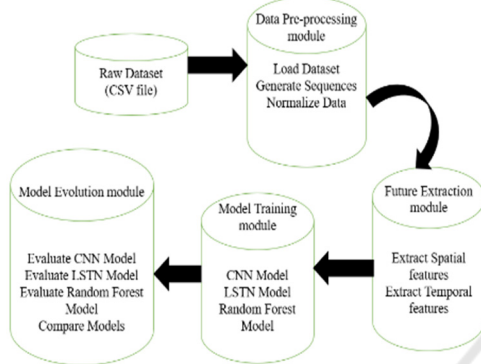 Raw Dataset
(CSV file)
Data Pre-processing
module
Load Dataset
Generate Sequences
Normalize Data
Future Extraction
module
Extract Spatial
features
Extract Temporal
features
Model Training
module
CNN Model
LSTN Model
Random Forest
Model
Model Evolution module
Evaluate CNN Model
Evaluate LSTN Model
Evaluate Random Forest
Model
Compare Models